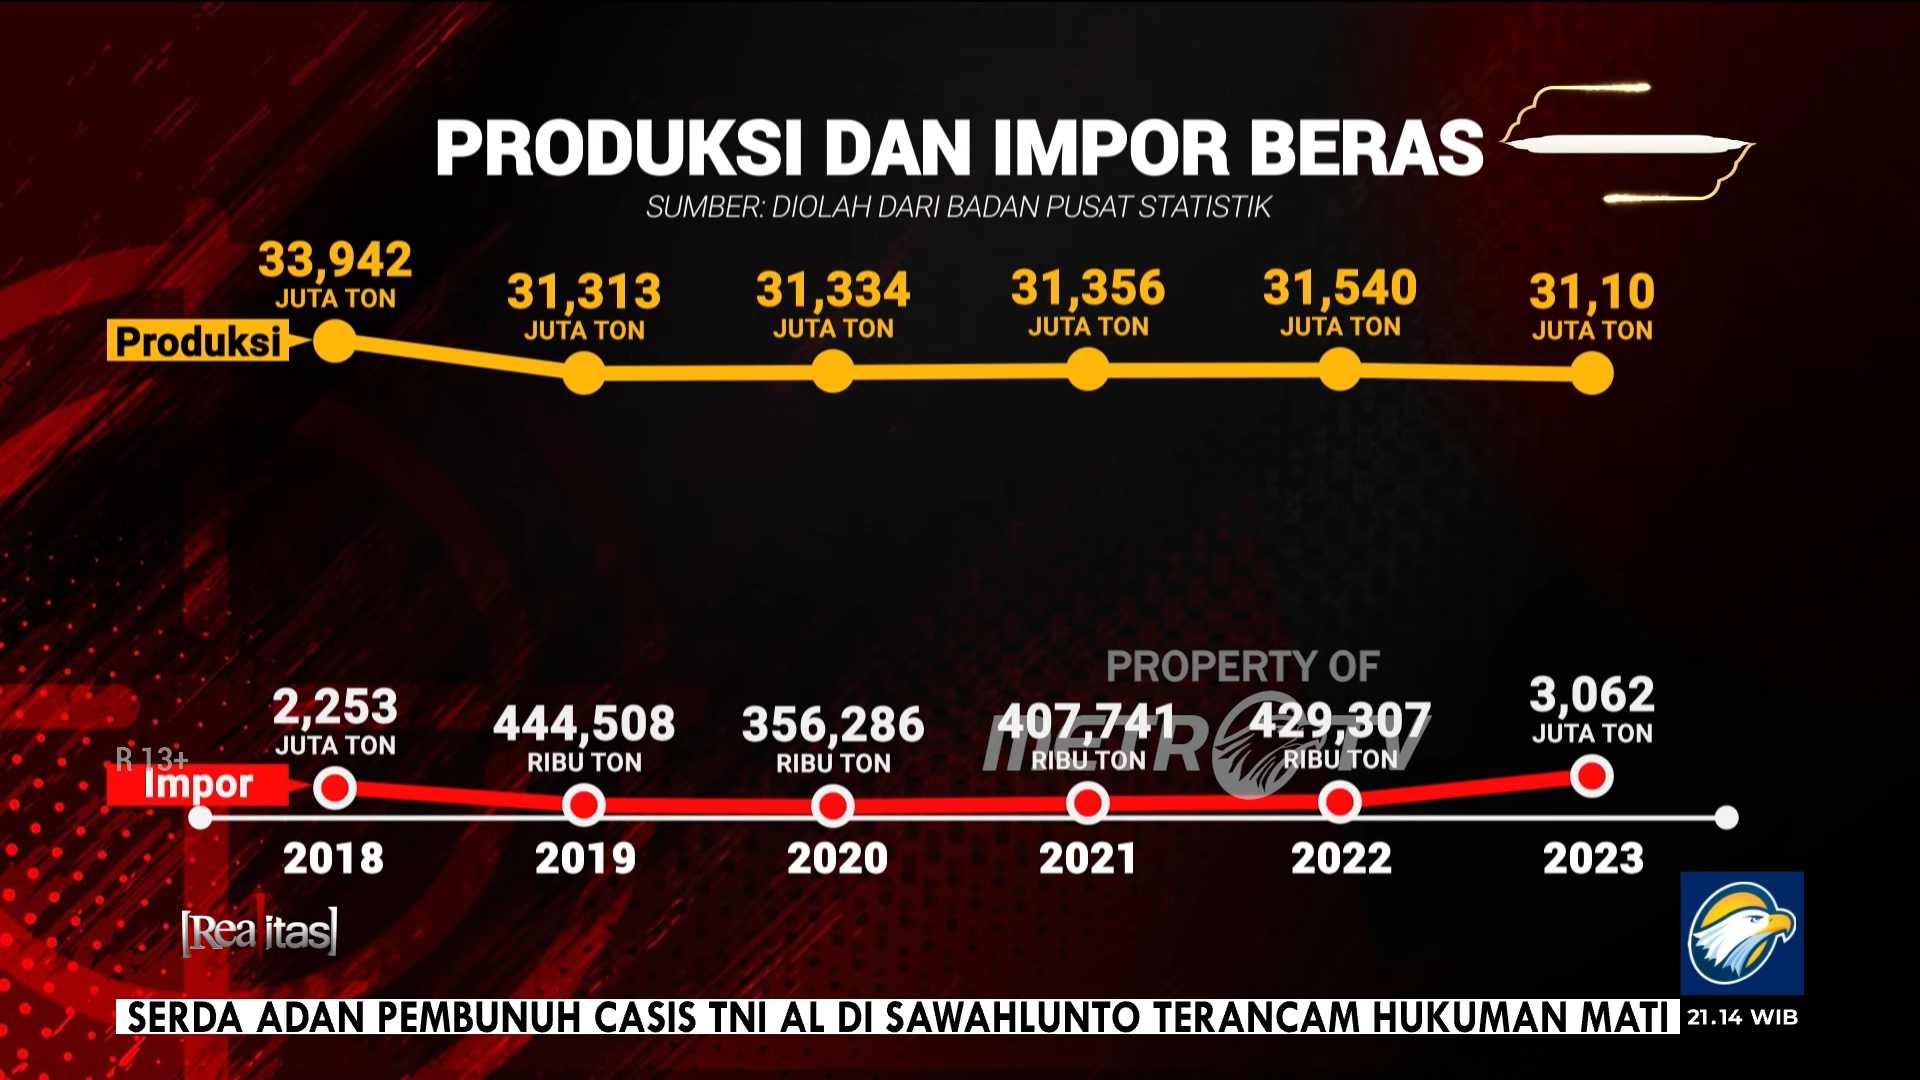 PRODUKSI DAN IMPOR BERAS
SUMBER: DIOLAH DARI BADAN PUSAT STATISTIK
33,942
JUTA TON
31,313
JUTA TON
31,334
JUTA TON
31,356
JUTA TON
31,540
JUTA TON
31,10
JUTA TON
Produksi
PROPERTY OF
METRO TV
2,253
JUTA TON
444,508
RIBU TON
356,286
RIBU TON
407,741
RIBU TON
429,307
RIBU TON
3,062
JUTA TON
R 13+
Impor
2018 2019 2020 2021 2022 2023
[Realitas]
SERDA ADAN PEMBUNUH CASIS TNI AL DI SAWAHLUNTO TERANCAM HUKUMAN MATI
21.14 WIB